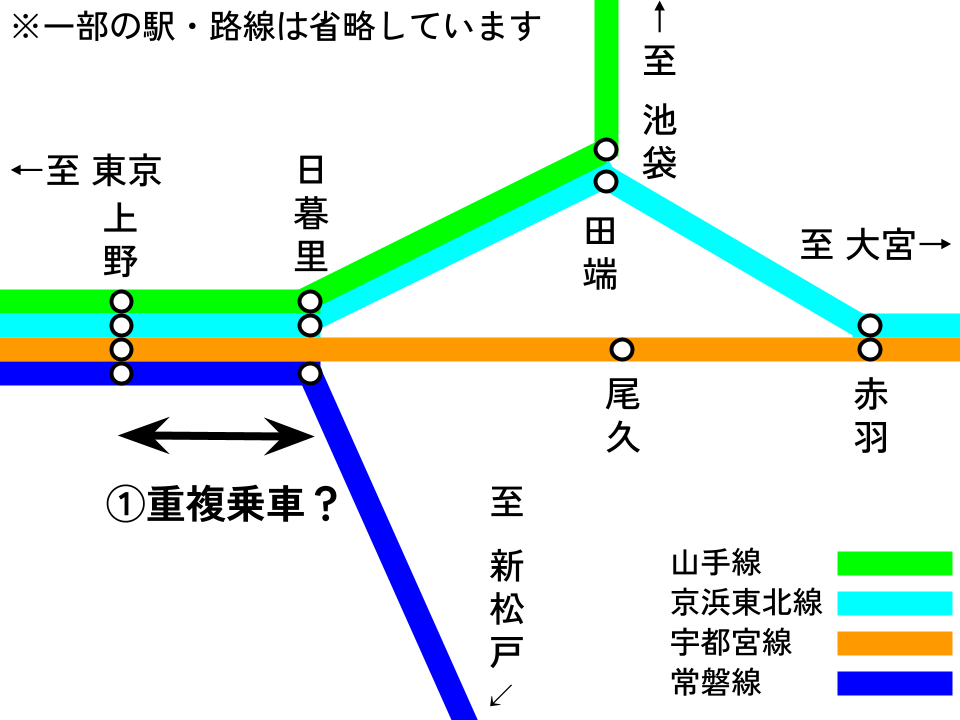 ※一部の駅・路線は省略しています
↑
至 池袋
←至 東京
上野
日暮里
田端
至 大宮→
尾久
赤羽
①重複乗車？
至 新松戸
↙
山手線
京浜東北線
宇都宮線
常磐線